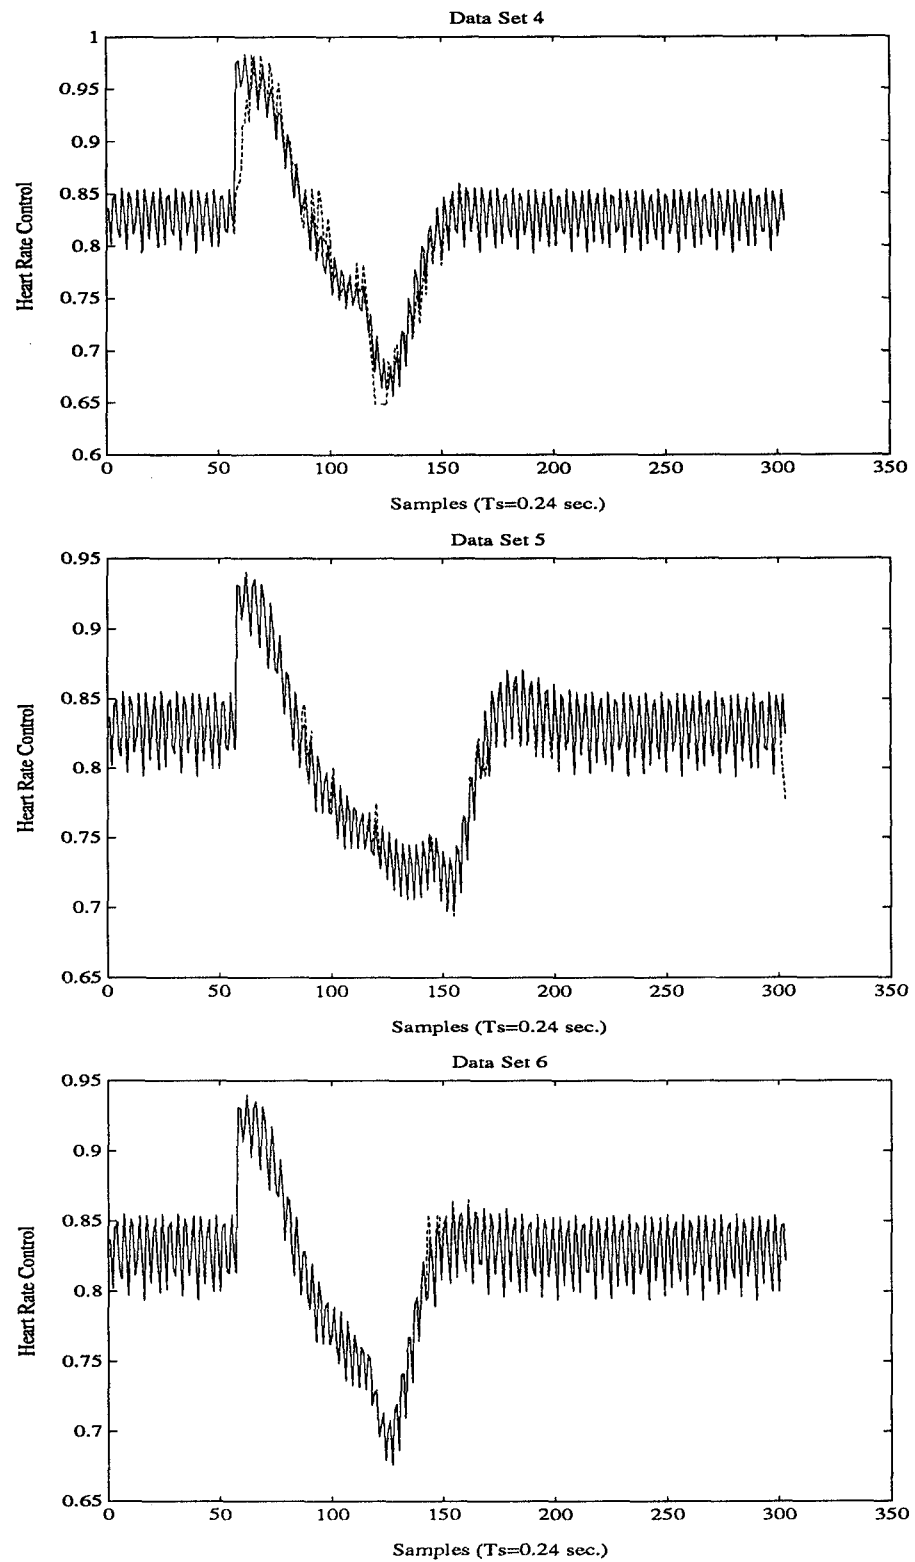 Data Set 4
1
0.95
0.9
0.85
0.8
0.75
0.7
0.65
0.6
Heart Rate Control
0 50 100 150 200 250 300 350
Samples (Ts=0.24 sec.)
Data Set 5
0.95
0.9
0.85
0.8
0.75
0.7
0.65
Heart Rate Control
0 50 100 150 200 250 300 350
Samples (Ts=0.24 sec.)
Data Set 6
0.95
0.9
0.85
0.8
0.75
0.7
0.65
Heart Rate Control
0 50 100 150 200 250 300 350
Samples (Ts=0.24 sec.)